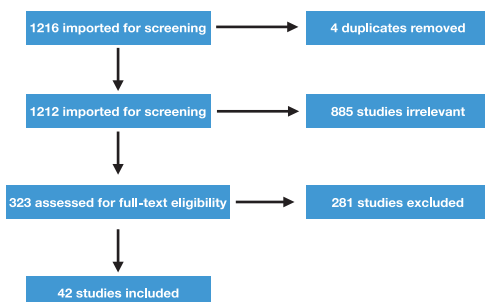 1216 imported for screening
4 duplicates removed
1212 imported for screening
885 studies irrelevant
323 assessed for full-text eligibility
281 studies excluded
42 studies included